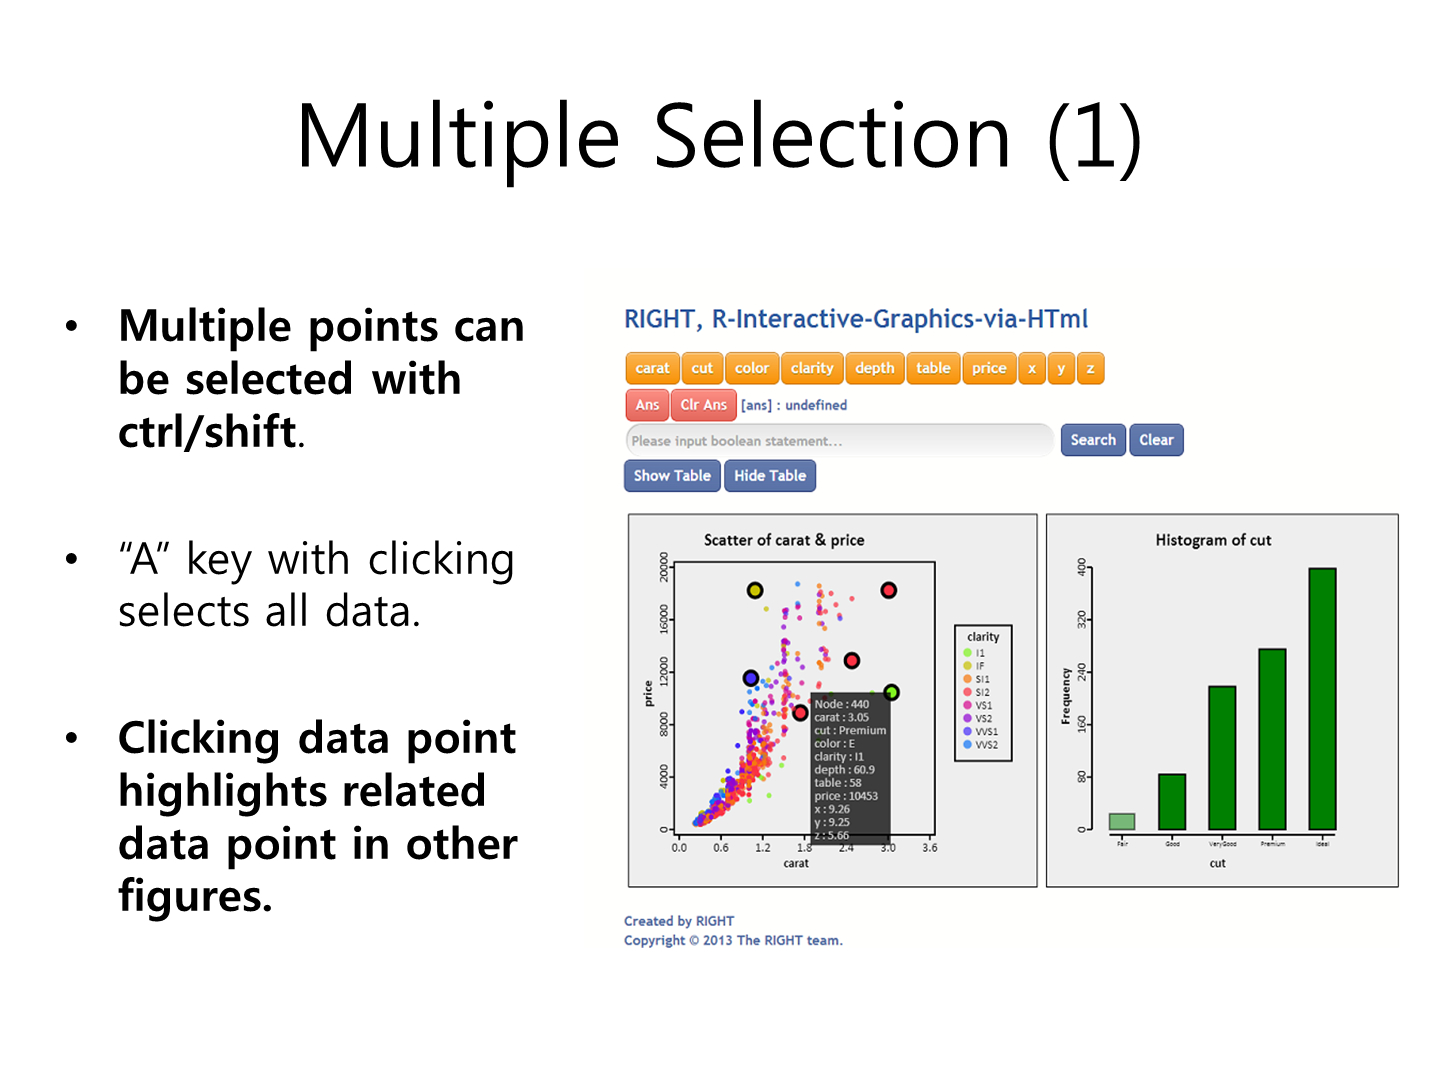 Multiple Selection (1)
• Multiple points can
be selected with
ctrl/shift.
• “A” key with clicking
selects all data.
• Clicking data point
highlights related
data point in other
figures.
RIGHT, R-Interactive-Graphics-via-HTml
carat cut color clarity depth table price x y z
Ans Clr Ans [ans] : undefined
Please input boolean statement... Search Clear
Show Table Hide Table
Scatter of carat & price
price
20000
16000
12000
8000
4000
0
0.0 0.6 1.2 1.8 2.4 3.0 3.6
carat
Node : 440
carat : 3.05
cut : Premium
color : E
clarity : I1
depth : 60.9
table : 58
price : 10453
x : 9.26
y : 9.25
z : 5.66
clarity
I1
IF
SI1
SI2
VS1
VS2
VVS1
VVS2
Histogram of cut
Frequency
400
320
240
160
80
0
Fair Good VeryGood Premium Ideal
cut
Created by RIGHT
Copyright © 2013 The RIGHT team.